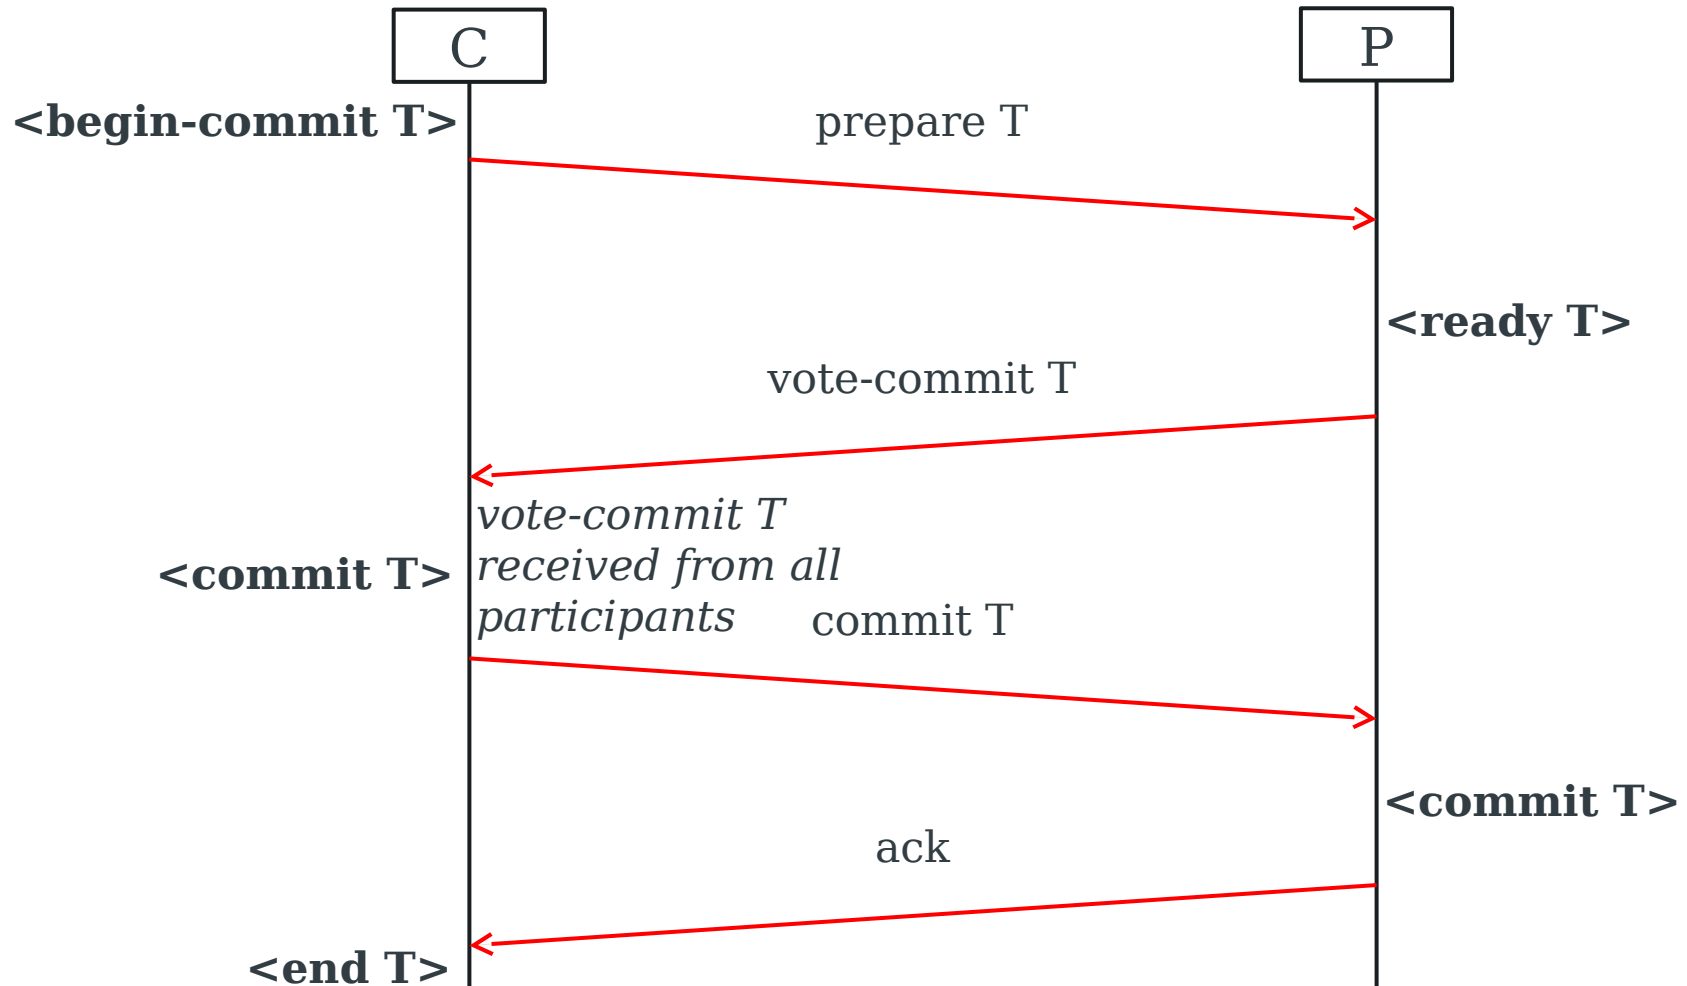 C
P
<begin-commit T>
prepare T
<ready T>
vote-commit T
vote-commit T
received from all
participants
<commit T>
commit T
<commit T>
ack
<end T>